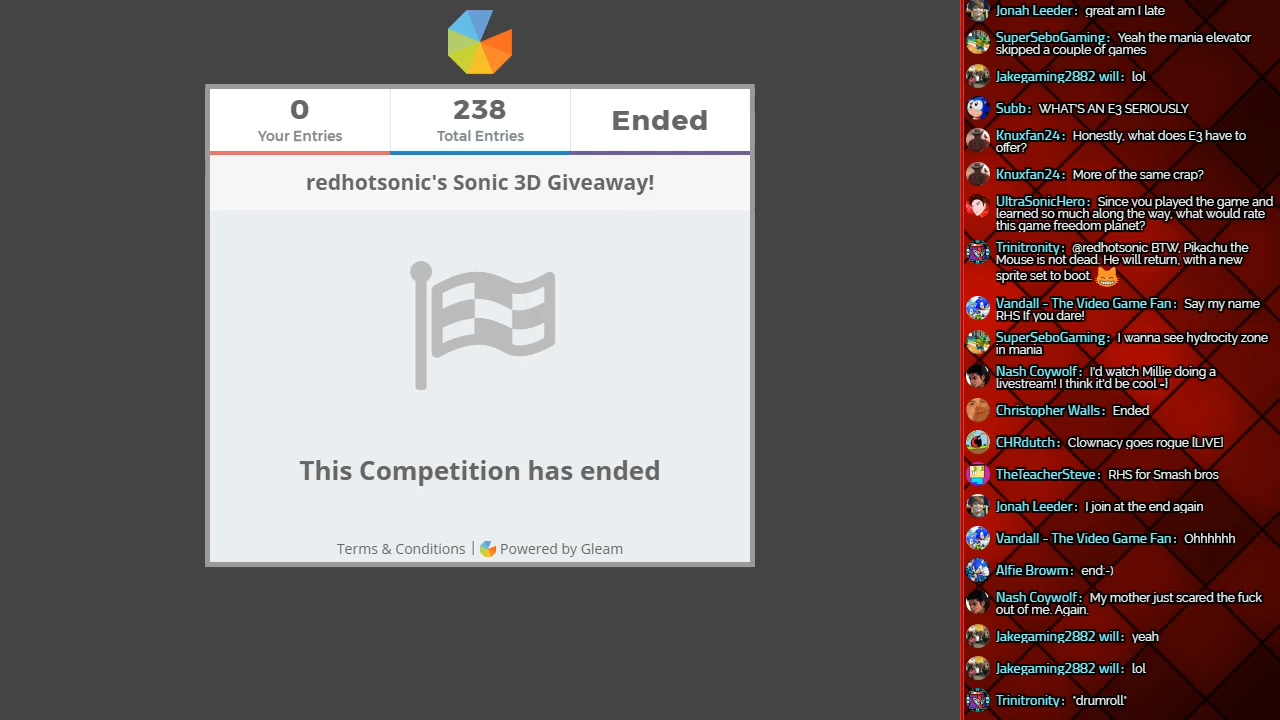 0
Your Entries
238
Total Entries
Ended
redhotsonic's Sonic 3D Giveaway!
This Competition has ended
Terms & Conditions | Powered by Gleam
Jonah Leeder: great am I late
SuperSeboGaming: Yeah the mania elevator
skipped a couple of games
Jakegaming2882 will: lol
Subb: WHAT'S AN E3 SERIOUSLY
Knuxfan24: Honestly, what does E3 have to
offer?
Knuxfan24: More of the same crap?
UltraSonicHero: Since you played the game and
learned so much along the way, what would rate
this game freedom planet?
Trinitronity: @redhotsonic BTW, Pikachu the
Mouse is not dead. He will return, with a new
sprite set to boot.
Vandall - The Video Game Fan: Say my name
RHS If you dare!
SuperSeboGaming: I wanna see hydrocity zone
in mania
Nash Coywolf: I'd watch Millie doing a
livestream! I think it'd be cool =]
Christopher Walls: Ended
CHRdutch: Clownacy goes rogue [LIVE]
TheTeacherSteve: RHS for Smash bros
Jonah Leeder: I join at the end again
Vandall - The Video Game Fan: Ohhhhhh
Alfie Browm: end:-)
Nash Coywolf: My mother just scared the fuck
out of me. Again.
Jakegaming2882 will: yeah
Jakegaming2882 will: lol
Trinitronity: *drumroll*